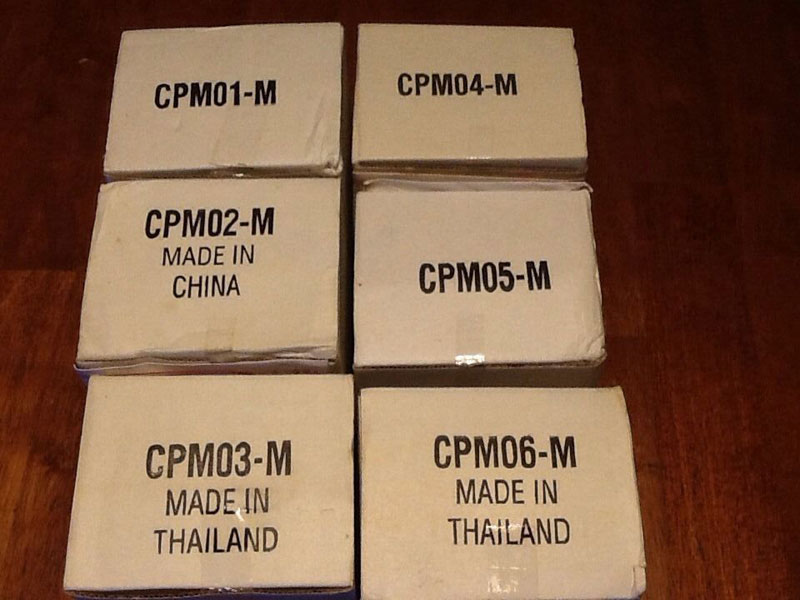 CPM01-M
CPM04-M
CPM02-M
MADE IN
CHINA
CPM05-M
CPM03-M
MADE IN
THAILAND
CPM06-M
MADE IN
THAILAND